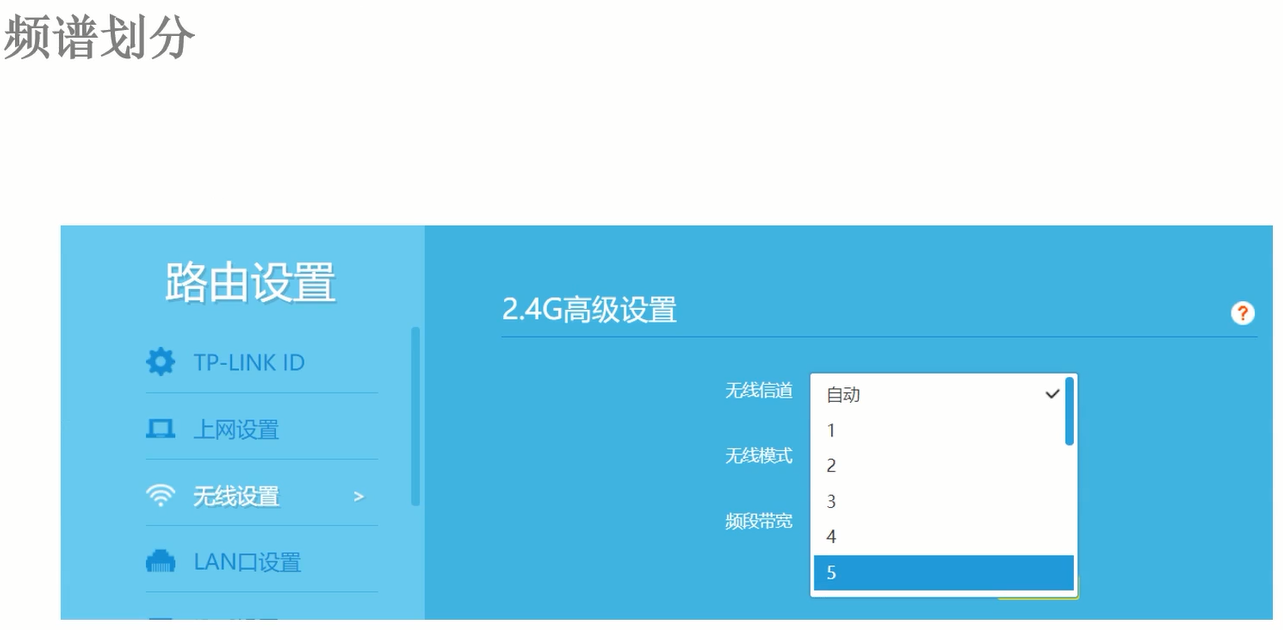 频谱划分
路由设置
TP-LINK ID
上网设置
无线设置 >
LAN口设置
2.4G高级设置
?
无线信道
自动
1
2
3
4
5
无线模式
频段带宽